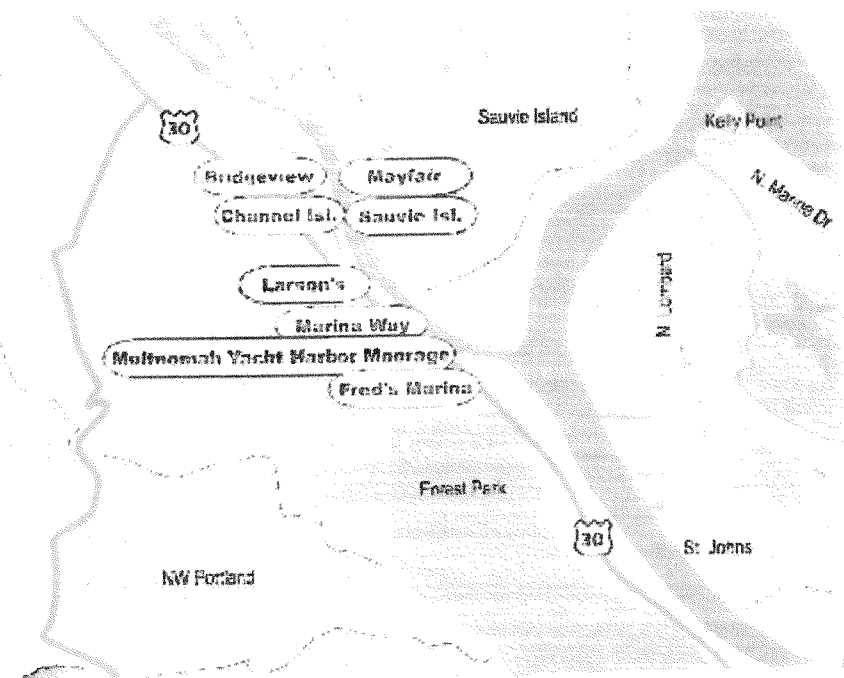 Sauvie Island
Kelly Point
30
Bridgeview
Mayfair
N. Marine Dr
Channel Isl.
Sauvie Isl.
Larson's
Marina Way
Multnomah Yacht Harbor Moorage
Fred's Marina
Forest Park
30
St. Johns
NW Portland